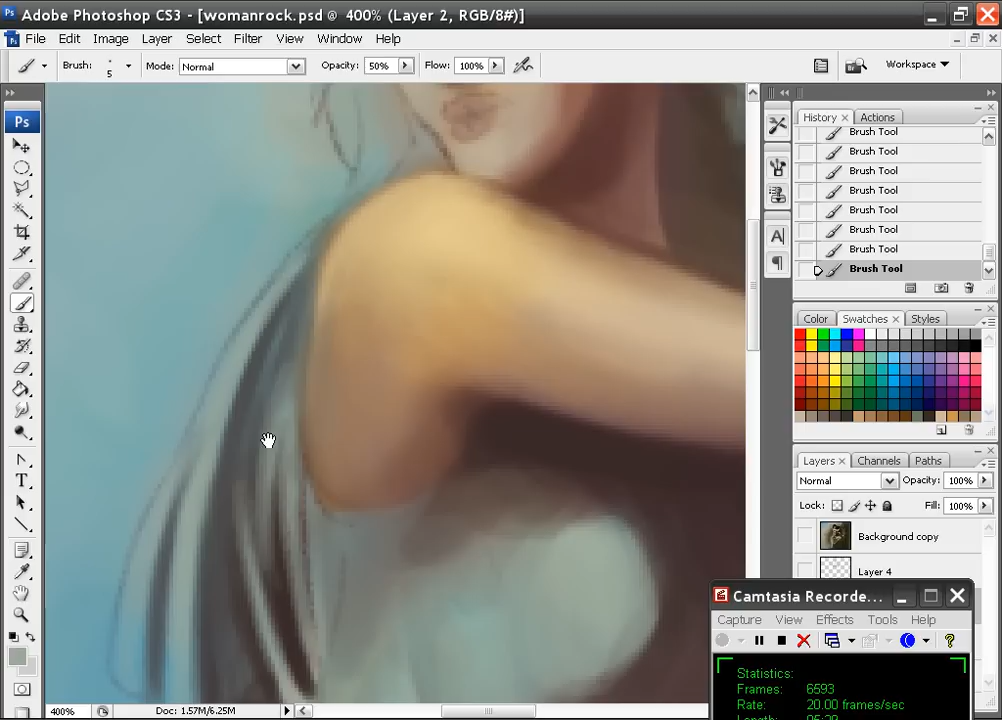 Adobe Photoshop CS3 - [womanrock.psd @ 400% (Layer 2, RGB/8#)]
File Edit Image Layer Select Filter View Window Help
Brush: 5 Mode: Normal Opacity: 50% Flow: 100% Workspace
Ps
History Actions
Brush Tool
Brush Tool
Brush Tool
Brush Tool
Brush Tool
Brush Tool
Brush Tool
Brush Tool
Color Swatches Styles
Layers Channels Paths
Normal Opacity: 100%
Lock: Fill: 100%
Background copy
Layer 4
Camtasia Recorde...
Capture View Effects Tools Help
Statistics:
Frames: 6593
Rate: 20.00 frames/sec
400% Doc: 1.57M/6.25M